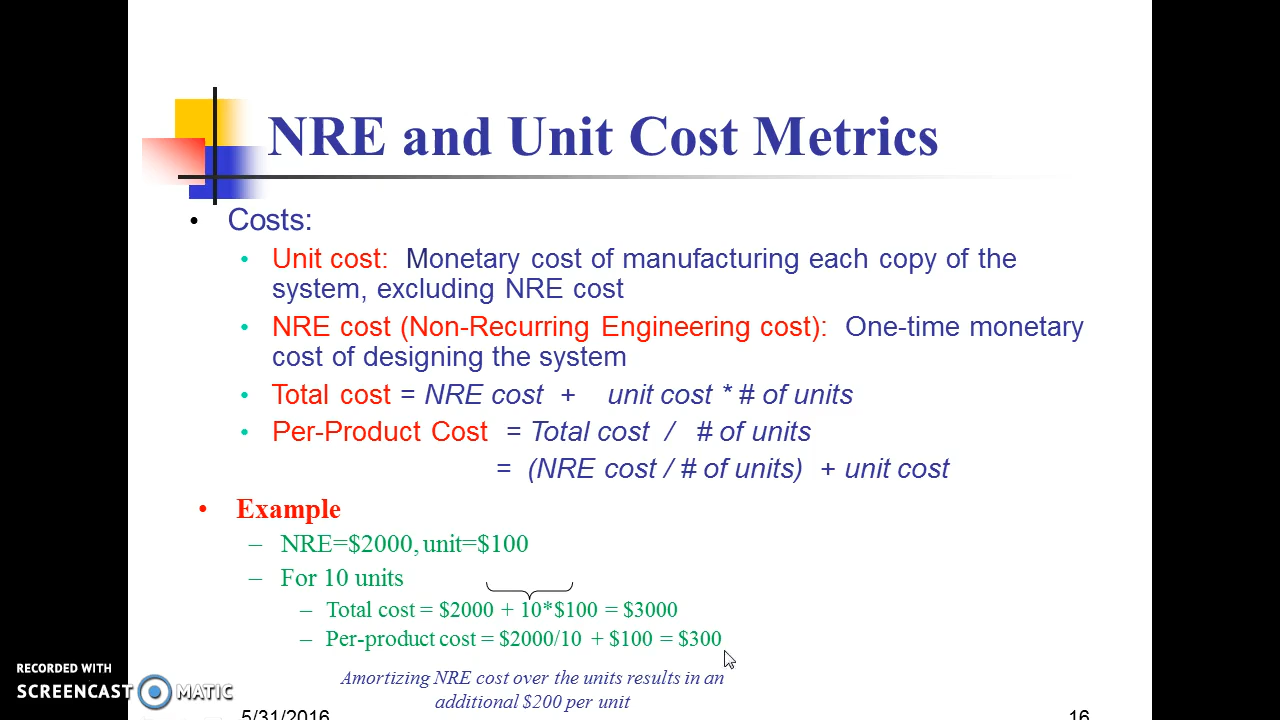 NRE and Unit Cost Metrics
• Costs:
• Unit cost: Monetary cost of manufacturing each copy of the
system, excluding NRE cost
• NRE cost (Non-Recurring Engineering cost): One-time monetary
cost of designing the system
• Total cost = NRE cost + unit cost * # of units
• Per-Product Cost = Total cost / # of units
= (NRE cost / # of units) + unit cost
• Example
– NRE=$2000, unit=$100
– For 10 units
– Total cost = $2000 + 10*$100 = $3000
– Per-product cost = $2000/10 + $100 = $300
Amortizing NRE cost over the units results in an
additional $200 per unit
RECORDED WITH
SCREENCAST MATIC
5/31/2016 16